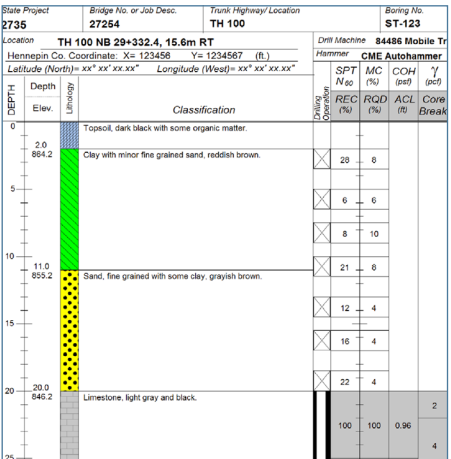 State Project Bridge No. or Job Desc. Trunk Highway/Location Boring No.
2735 27254 TH 100 ST-123
Location TH 100 NB 29+332.4, 15.6m RT Drill Machine 84486 Mobile Tr
Hennepin Co. Coordinate: X= 123456 Y= 1234567 (ft.) Hammer CME Autohammer
Latitude (North)= xx° xx' xx.xx" Longitude (West)= xx° xx' xx.xx"
DEPTH Depth Elev. Lithology Classification Drilling Operation
SPT N60 MC (%) COH (psf) γ (pcf)
REC (%) RQD (%) ACL (ft) Core Break
0 Topsoil, dark black with some organic matter.
2.0
864.2 Clay with minor fine grained sand, reddish brown. 28 8
5
6 6
8 10
10
11.0 21 8
855.2 Sand, fine grained with some clay, grayish brown.
12 4
15
16 4
22 4
20 20.0
846.2 Limestone, light gray and black. 2
100 100 0.96
4
25